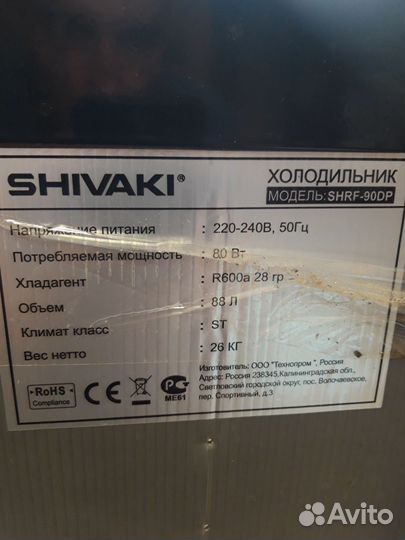 SHIVAKI®
ХОЛОДИЛЬНИК
МОДЕЛЬ: SHRF-90DP
Напряжение питания : 220-240В, 50Гц
Потребляемая мощность : 80 Вт
Хладагент : R600a 28 гр
Объем : 88 Л
Климат класс : ST
Вес нетто : 26 КГ
Изготовитель: ООО "Технопром", Россия
Адрес: Россия 238345,Калининградская обл.,
Светловский городской округ, пос. Волочаевское,
пер. Спортивный, д.3
RoHS
Compliance
CE
РСТ
ME61
Avito